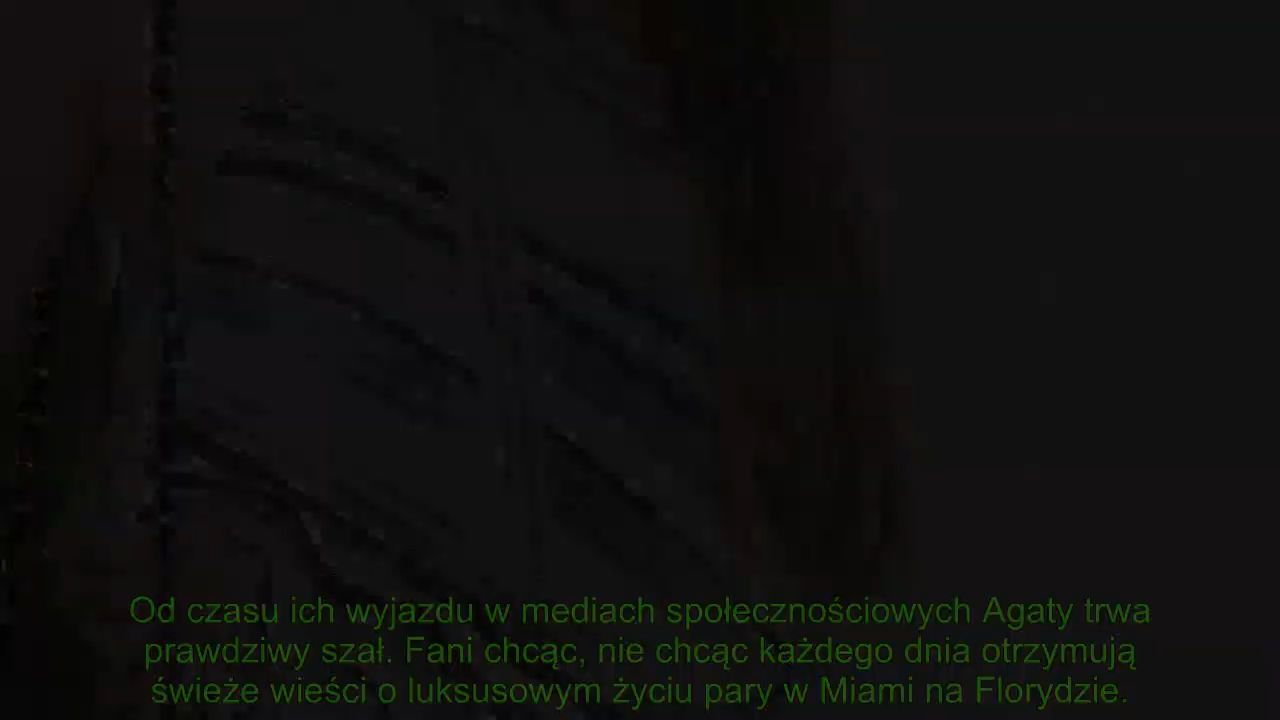 Od czasu ich wyjazdu w mediach społecznościowych Agaty trwa
prawdziwy szał. Fani chcąc, nie chcąc każdego dnia otrzymują
świeże wieści o luksusowym życiu pary w Miami na Florydzie.